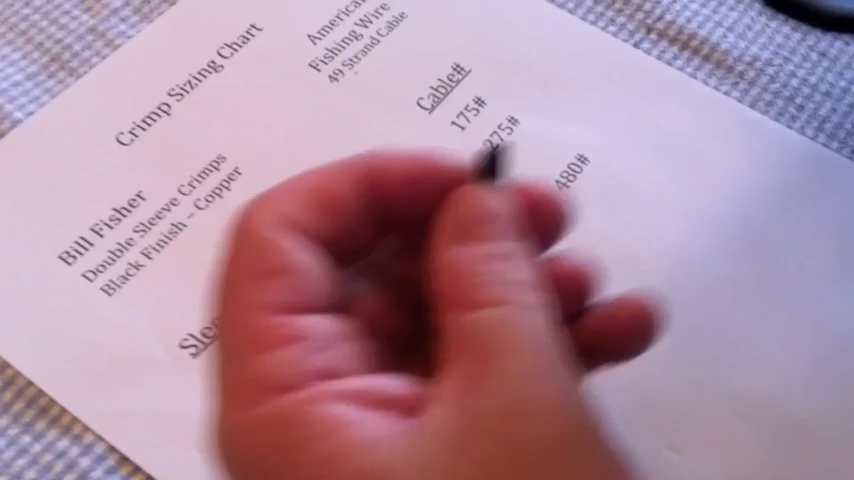 Crimp Sizing Chart
Bill Fisher
Double Sleeve Crimps
Black Finish – Copper
American
Fishing Wire
49 Strand Cable
Cable#
175#
275#
480#